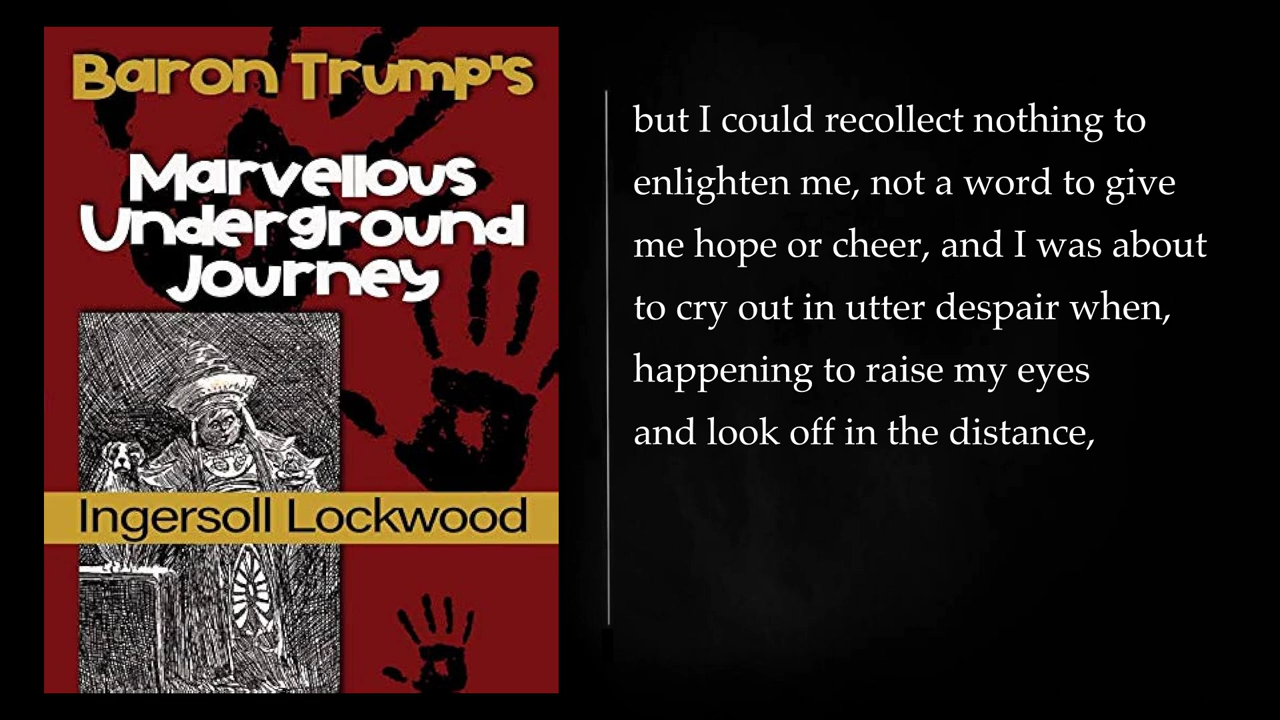 Baron Trump's
Marvellous
Underground
Journey
Ingersoll Lockwood
but I could recollect nothing to
enlighten me, not a word to give
me hope or cheer, and I was about
to cry out in utter despair when,
happening to raise my eyes
and look off in the distance,